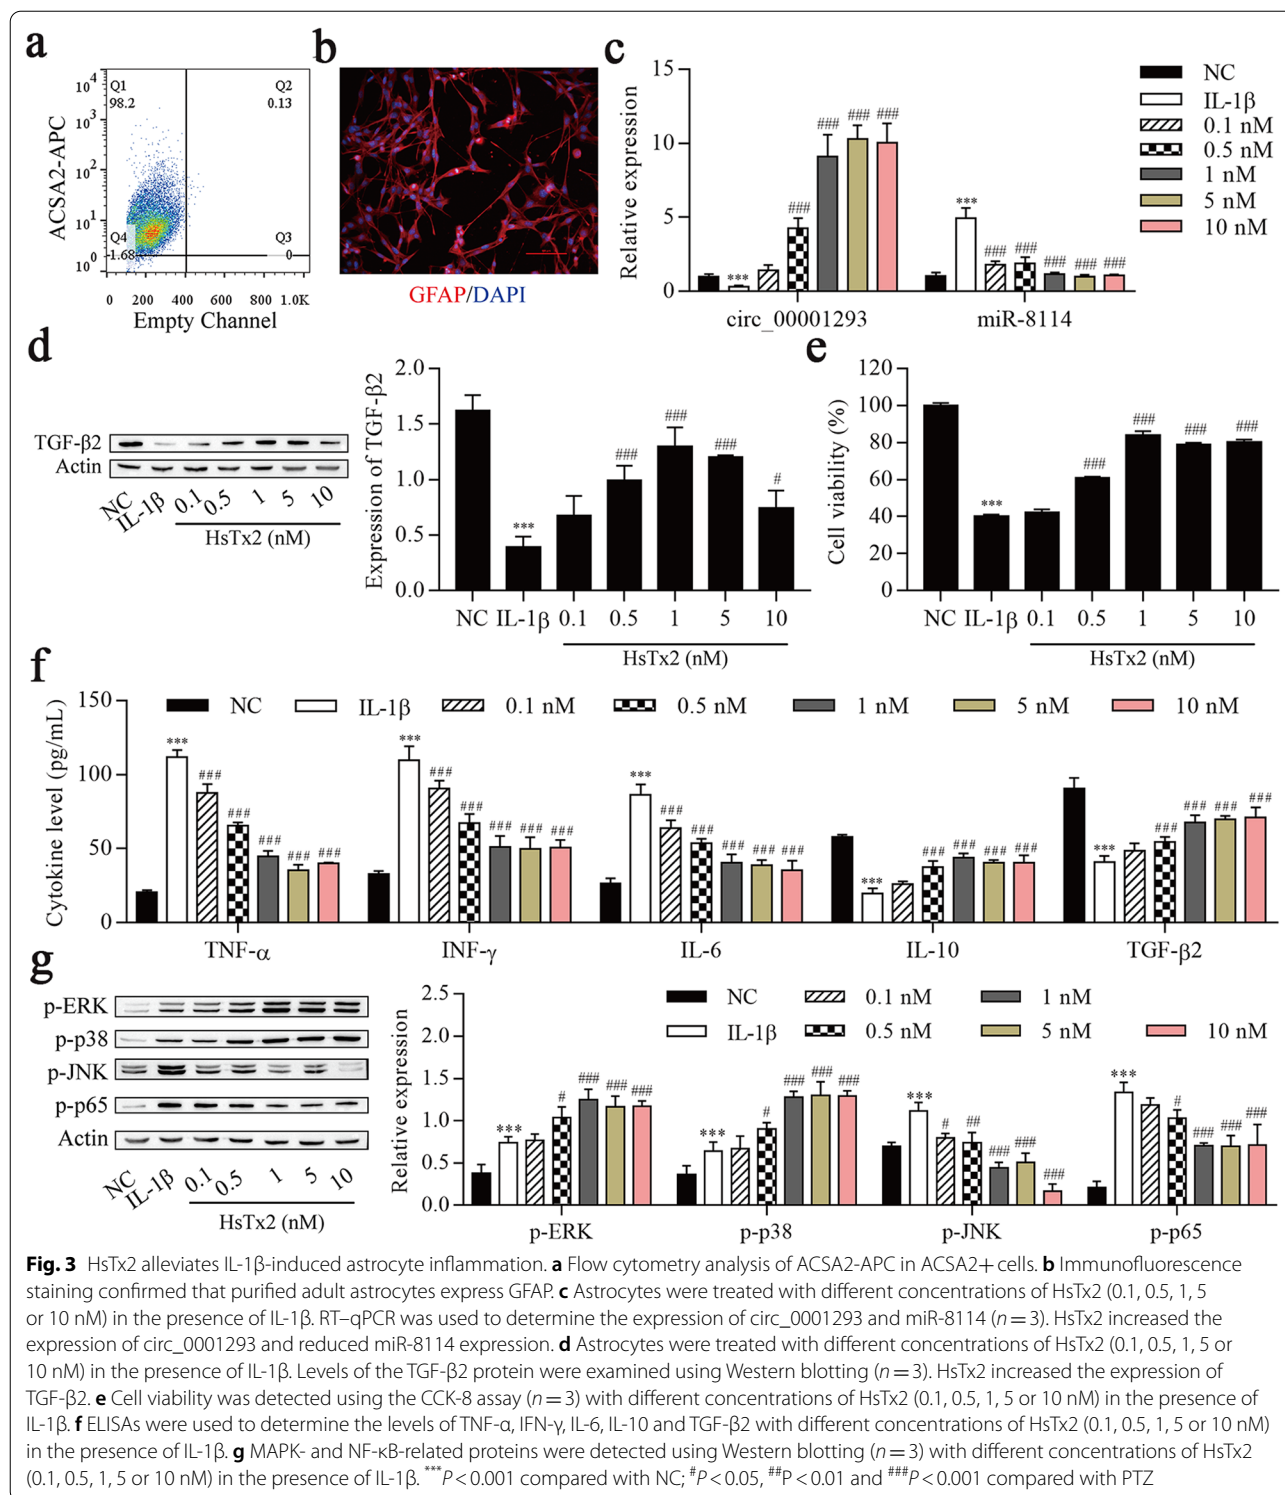 a
ACSA2-APC
10^4
10^3
10^2
10^1
10
10
Q1
98.2
Q2
0.13
Q4
1.68
Q3
0
0 200 400 600 800 1.0K
Empty Channel
b
GFAP/DAPI
c
Relative expression
15
10
5
0
*** ### ### ### ###
*** ### ### ### ### ###
circ_00001293 miR-8114
NC
IL-1β
0.1 nM
0.5 nM
1 nM
5 nM
10 nM
d
TGF-β2
Actin
NC IL-1β 0.1 0.5 1 5 10
HsTx2 (nM)
Expression of TGF-β2
2.0
1.5
1.0
0.5
0.0
*** ### ### ### #
NC IL-1β 0.1 0.5 1 5 10
HsTx2 (nM)
e
Cell viability (%)
120
100
80
60
40
20
0
*** ### ### ### ###
NC IL-1β 0.1 0.5 1 5 10
HsTx2 (nM)
f
Cytokine level (pg/mL)
150
100
50
0
NC IL-1β 0.1 nM 0.5 nM 1 nM 5 nM 10 nM
*** ### ### ### ### ###
*** ### ### ### ### ###
*** ### ### ### ### ###
*** ### ### ### ###
*** ### ### ### ###
TNF-α INF-γ IL-6 IL-10 TGF-β2
g
p-ERK
p-p38
p-JNK
p-p65
Actin
NC IL-1β 0.1 0.5 1 5 10
HsTx2 (nM)
Relative expression
2.5
2.0
1.5
1.0
0.5
0.0
NC 0.1 nM 1 nM
IL-1β 0.5 nM 5 nM 10 nM
*** # ### ### ###
*** # ### ### ###
*** # ## ### ### ###
*** # ### ### ###
p-ERK p-p38 p-JNK p-p65
Fig. 3 HsTx2 alleviates IL-1β-induced astrocyte inflammation. a Flow cytometry analysis of ACSA2-APC in ACSA2+ cells. b Immunofluorescence
staining confirmed that purified adult astrocytes express GFAP. c Astrocytes were treated with different concentrations of HsTx2 (0.1, 0.5, 1, 5
or 10 nM) in the presence of IL-1β. RT–qPCR was used to determine the expression of circ_0001293 and miR-8114 (n = 3). HsTx2 increased the
expression of circ_0001293 and reduced miR-8114 expression. d Astrocytes were treated with different concentrations of HsTx2 (0.1, 0.5, 1, 5 or
10 nM) in the presence of IL-1β. Levels of the TGF-β2 protein were examined using Western blotting (n = 3). HsTx2 increased the expression of
TGF-β2. e Cell viability was detected using the CCK-8 assay (n = 3) with different concentrations of HsTx2 (0.1, 0.5, 1, 5 or 10 nM) in the presence of
IL-1β. f ELISAs were used to determine the levels of TNF-α, IFN-γ, IL-6, IL-10 and TGF-β2 with different concentrations of HsTx2 (0.1, 0.5, 1, 5 or 10 nM)
in the presence of IL-1β. g MAPK- and NF-κB-related proteins were detected using Western blotting (n = 3) with different concentrations of HsTx2
(0.1, 0.5, 1, 5 or 10 nM) in the presence of IL-1β. ***P < 0.001 compared with NC; #P < 0.05, ##P < 0.01 and ###P < 0.001 compared with PTZ